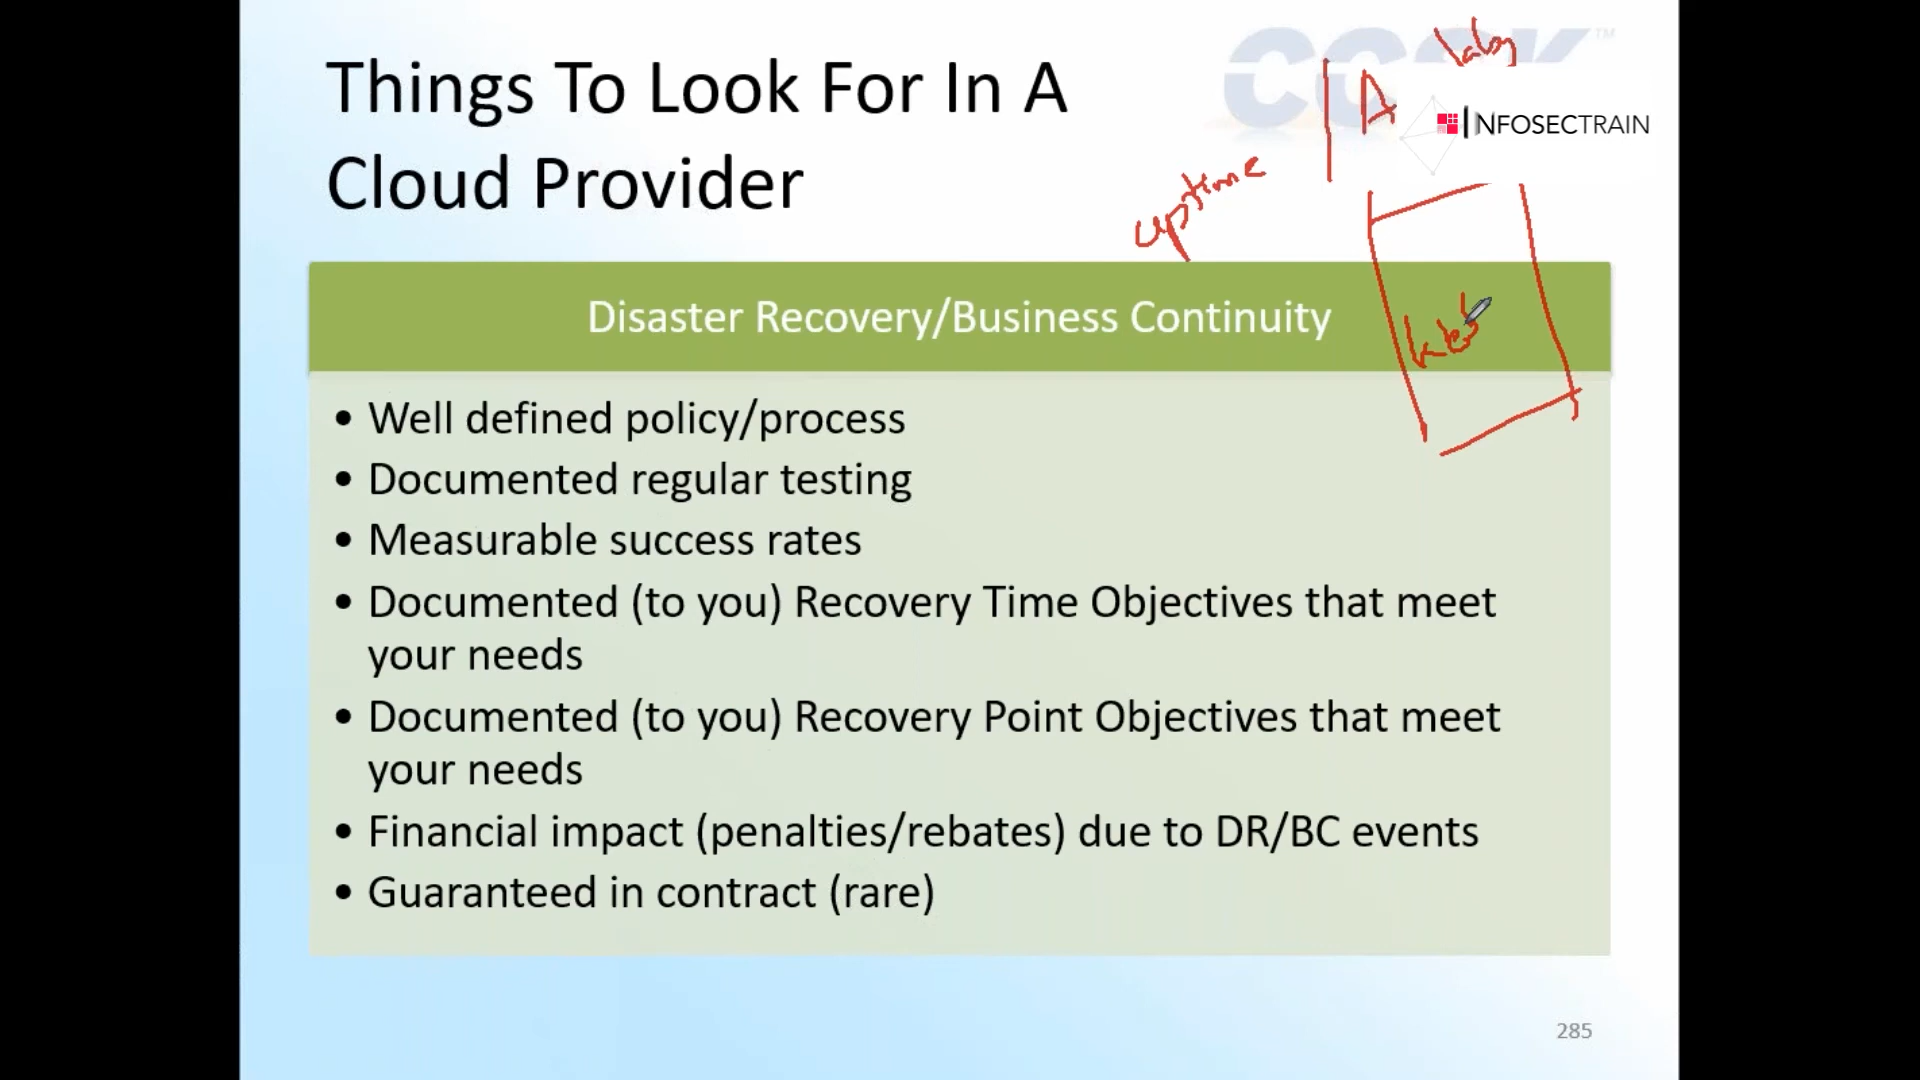 Things To Look For In A
Cloud Provider
CCSK™
A
INFOSECTRAIN
uptime
Disaster Recovery/Business Continuity
• Well defined policy/process
• Documented regular testing
• Measurable success rates
• Documented (to you) Recovery Time Objectives that meet
your needs
• Documented (to you) Recovery Point Objectives that meet
your needs
• Financial impact (penalties/rebates) due to DR/BC events
• Guaranteed in contract (rare)
285